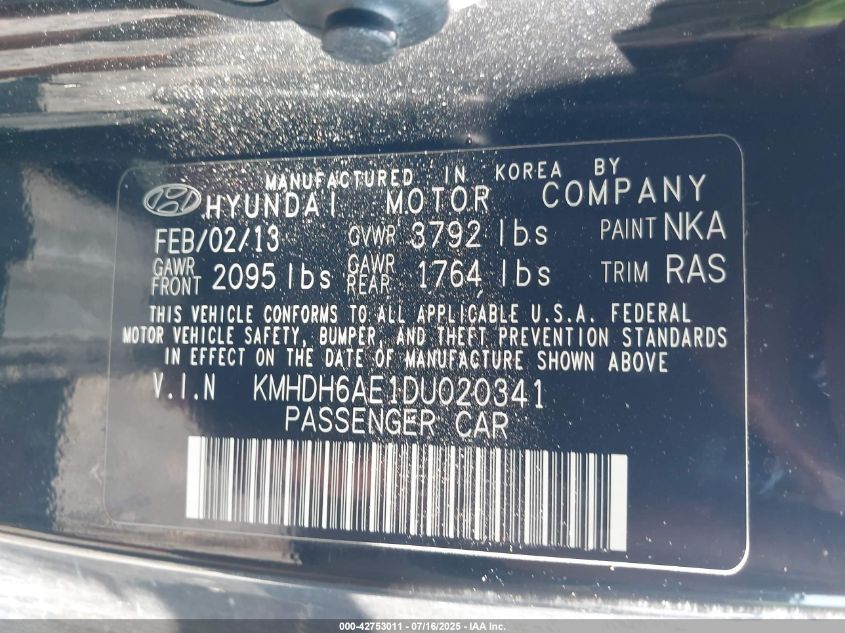 MANUFACTURED IN KOREA BY
HYUNDAI MOTOR COMPANY
FEB/02/13 GVWR 3792 lbs PAINT NKA
GAWR FRONT 2095 lbs GAWR REAR 1764 lbs TRIM RAS
THIS VEHICLE CONFORMS TO ALL APPLICABLE U.S.A. FEDERAL
MOTOR VEHICLE SAFETY, BUMPER, AND THEFT PREVENTION STANDARDS
IN EFFECT ON THE DATE OF MANUFACTURE SHOWN ABOVE
V.I.N KMHDH6AE1DU020341
PASSENGER CAR
000-42753011 - 07/16/2025 - IAA Inc.